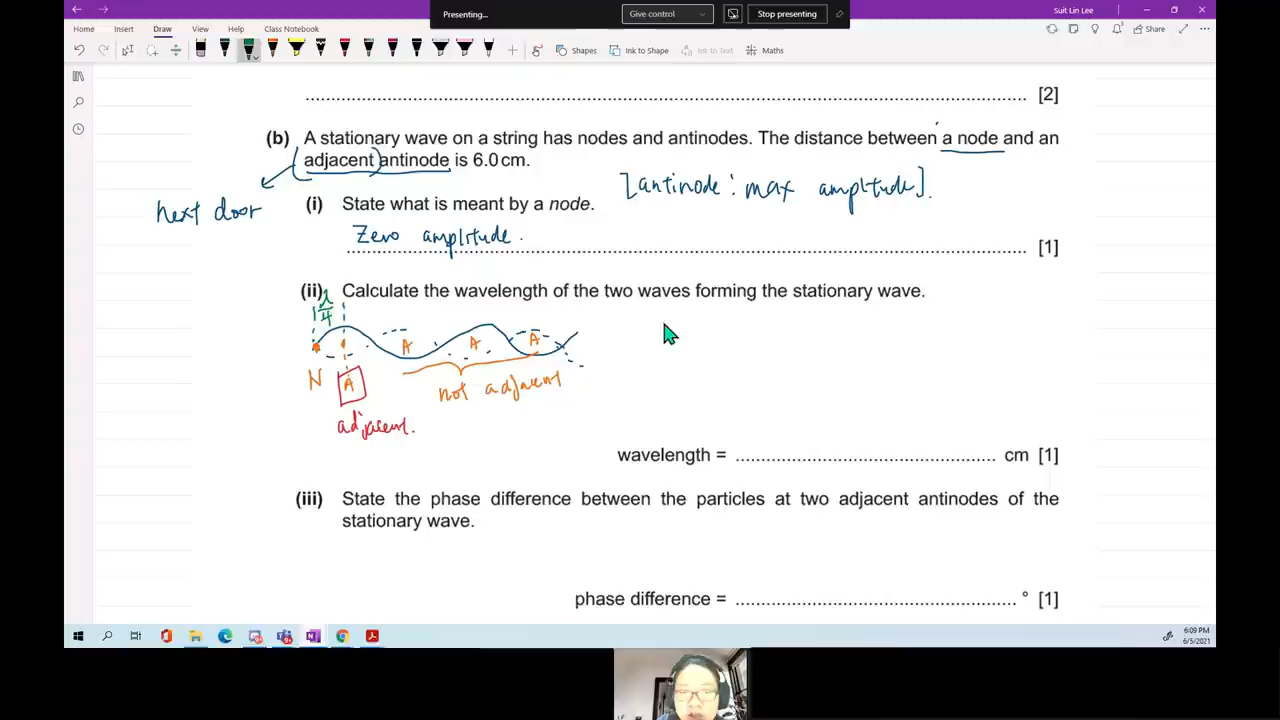 Presenting...
Give control
Stop presenting
Suit Lin Lee
Home Insert Draw View Help Class Notebook
Share
Shapes Ink to Shape Ink to Text Maths
[2]
(b) A stationary wave on a string has nodes and antinodes. The distance between a node and an
adjacent antinode is 6.0 cm.
[antinode : max amplitude].
next door
(i) State what is meant by a node.
Zero amplitude.
[1]
(ii) Calculate the wavelength of the two waves forming the stationary wave.
λ
4
A A A
N A
not adjacent
adjacent.
wavelength = cm [1]
(iii) State the phase difference between the particles at two adjacent antinodes of the
stationary wave.
phase difference = ° [1]
6:09 PM
6/5/2021